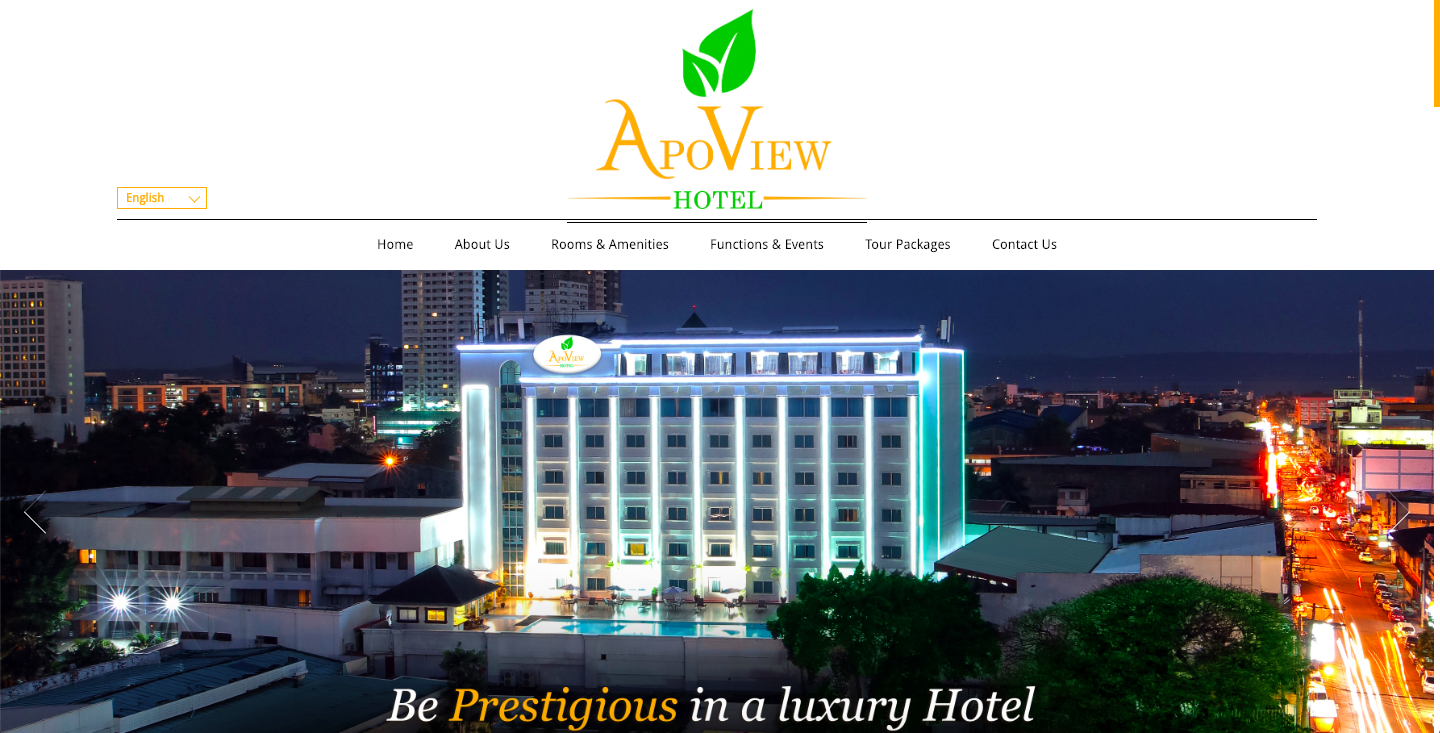 APOVIEW
HOTEL
English
Home About Us Rooms & Amenities Functions & Events Tour Packages Contact Us
APOVIEW
HOTEL
Be Prestigious in a luxury Hotel